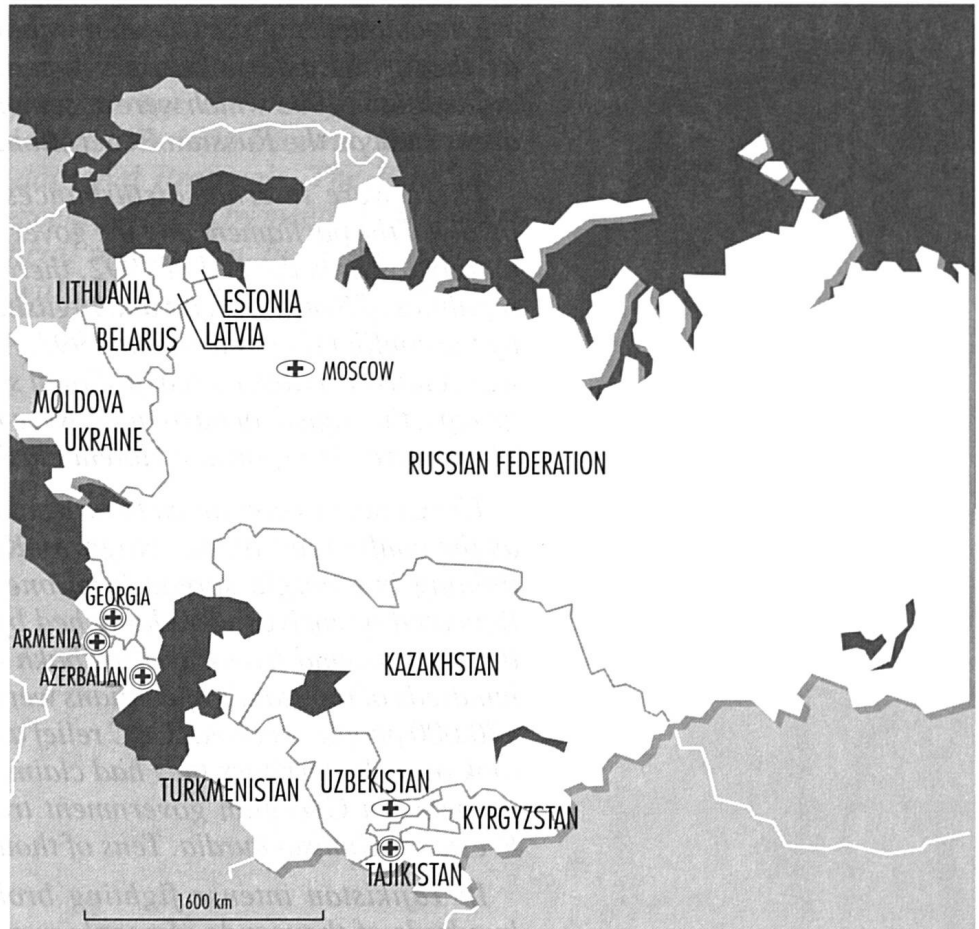 LITHUANIA
ESTONIA
LATVIA
BELARUS
MOSCOW
MOLDOVA
UKRAINE
RUSSIAN FEDERATION
GEORGIA
ARMENIA
AZERBAIJAN
KAZAKHSTAN
TURKMENISTAN
UZBEKISTAN
KYRGYZSTAN
TAJIKISTAN
1600 km